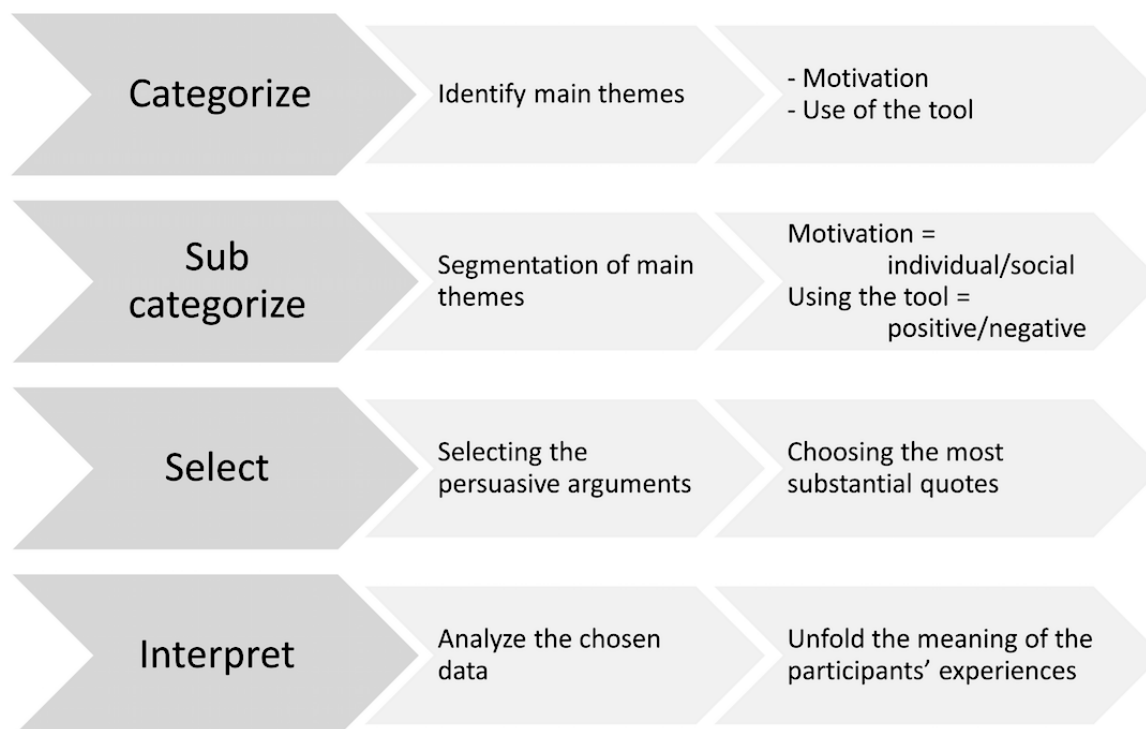 Categorize
Identify main themes
- Motivation
- Use of the tool
Sub
categorize
Segmentation of main
themes
Motivation =
individual/social
Using the tool =
positive/negative
Select
Selecting the
persuasive arguments
Choosing the most
substantial quotes
Interpret
Analyze the chosen
data
Unfold the meaning of the
participants’ experiences